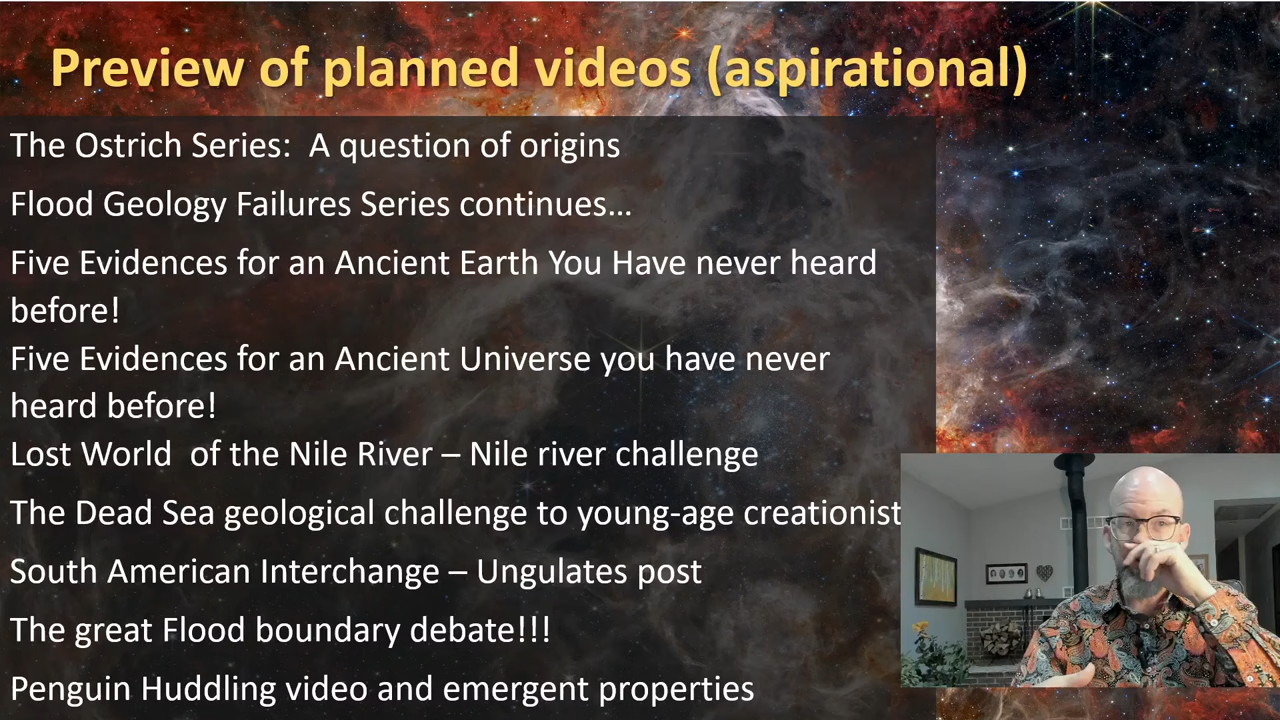 Preview of planned videos (aspirational)
The Ostrich Series:  A question of origins
Flood Geology Failures Series continues…
Five Evidences for an Ancient Earth You Have never heard
before!
Five Evidences for an Ancient Universe you have never
heard before!
Lost World  of the Nile River – Nile river challenge
The Dead Sea geological challenge to young-age creationist
South American Interchange – Ungulates post
The great Flood boundary debate!!!
Penguin Huddling video and emergent properties